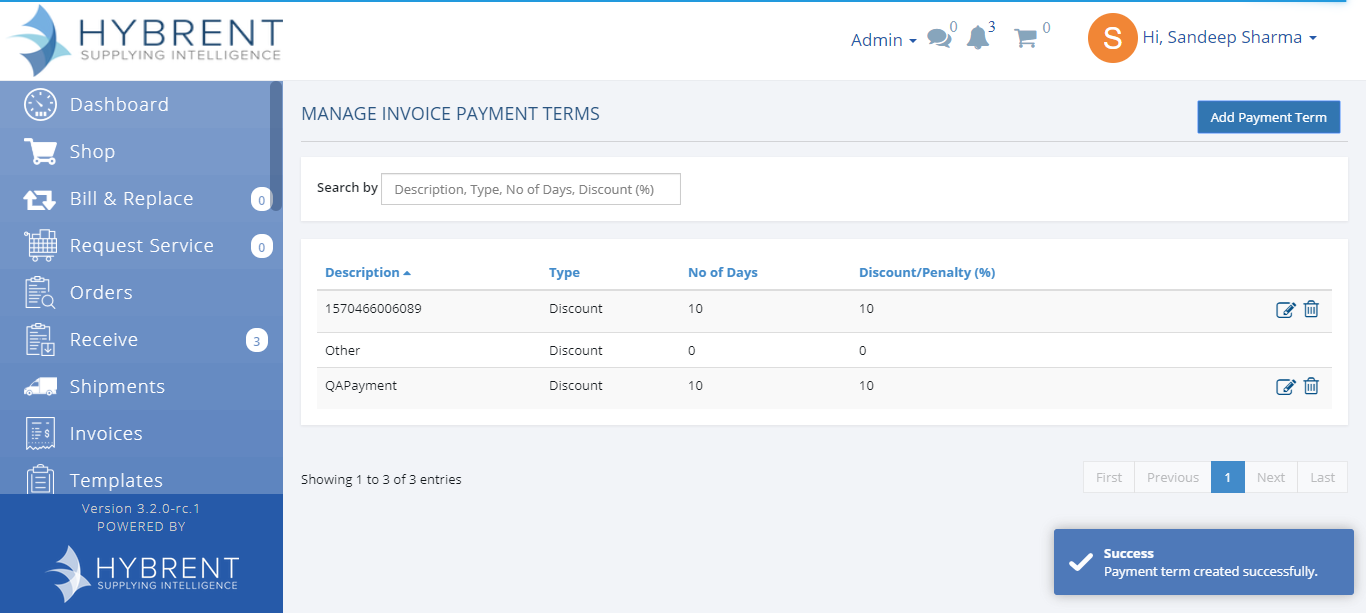 HYBRENT
SUPPLYING INTELLIGENCE
Admin
0
3
0
S
Hi, Sandeep Sharma
Dashboard
Shop
Bill & Replace
0
Request Service
0
Orders
Receive
3
Shipments
Invoices
Templates
Version 3.2.0-rc.1
POWERED BY
HYBRENT
SUPPLYING INTELLIGENCE
MANAGE INVOICE PAYMENT TERMS
Add Payment Term
Search by Description, Type, No of Days, Discount (%)
Description Type No of Days Discount/Penalty (%)
1570466006089 Discount 10 10
Other Discount 0 0
QAPayment Discount 10 10
Showing 1 to 3 of 3 entries
First Previous 1 Next Last
Success
Payment term created successfully.